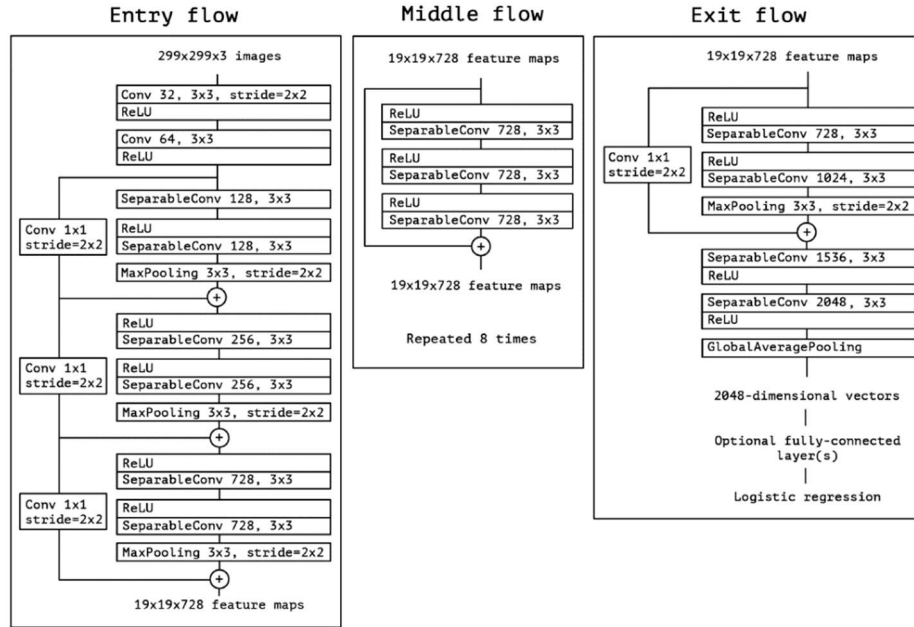 Entry flow
299x299x3 images
Conv 32, 3x3, stride=2x2
ReLU
Conv 64, 3x3
ReLU
SeparableConv 128, 3x3
Conv 1x1
stride=2x2
ReLU
SeparableConv 128, 3x3
MaxPooling 3x3, stride=2x2
+
ReLU
SeparableConv 256, 3x3
Conv 1x1
stride=2x2
ReLU
SeparableConv 256, 3x3
MaxPooling 3x3, stride=2x2
+
ReLU
SeparableConv 728, 3x3
Conv 1x1
stride=2x2
ReLU
SeparableConv 728, 3x3
MaxPooling 3x3, stride=2x2
+
19x19x728 feature maps
Middle flow
19x19x728 feature maps
ReLU
SeparableConv 728, 3x3
ReLU
SeparableConv 728, 3x3
ReLU
SeparableConv 728, 3x3
+
19x19x728 feature maps
Repeated 8 times
Exit flow
19x19x728 feature maps
ReLU
SeparableConv 728, 3x3
Conv 1x1
stride=2x2
ReLU
SeparableConv 1024, 3x3
MaxPooling 3x3, stride=2x2
+
SeparableConv 1536, 3x3
ReLU
SeparableConv 2048, 3x3
ReLU
GlobalAveragePooling
2048-dimensional vectors
Optional fully-connected
layer(s)
Logistic regression